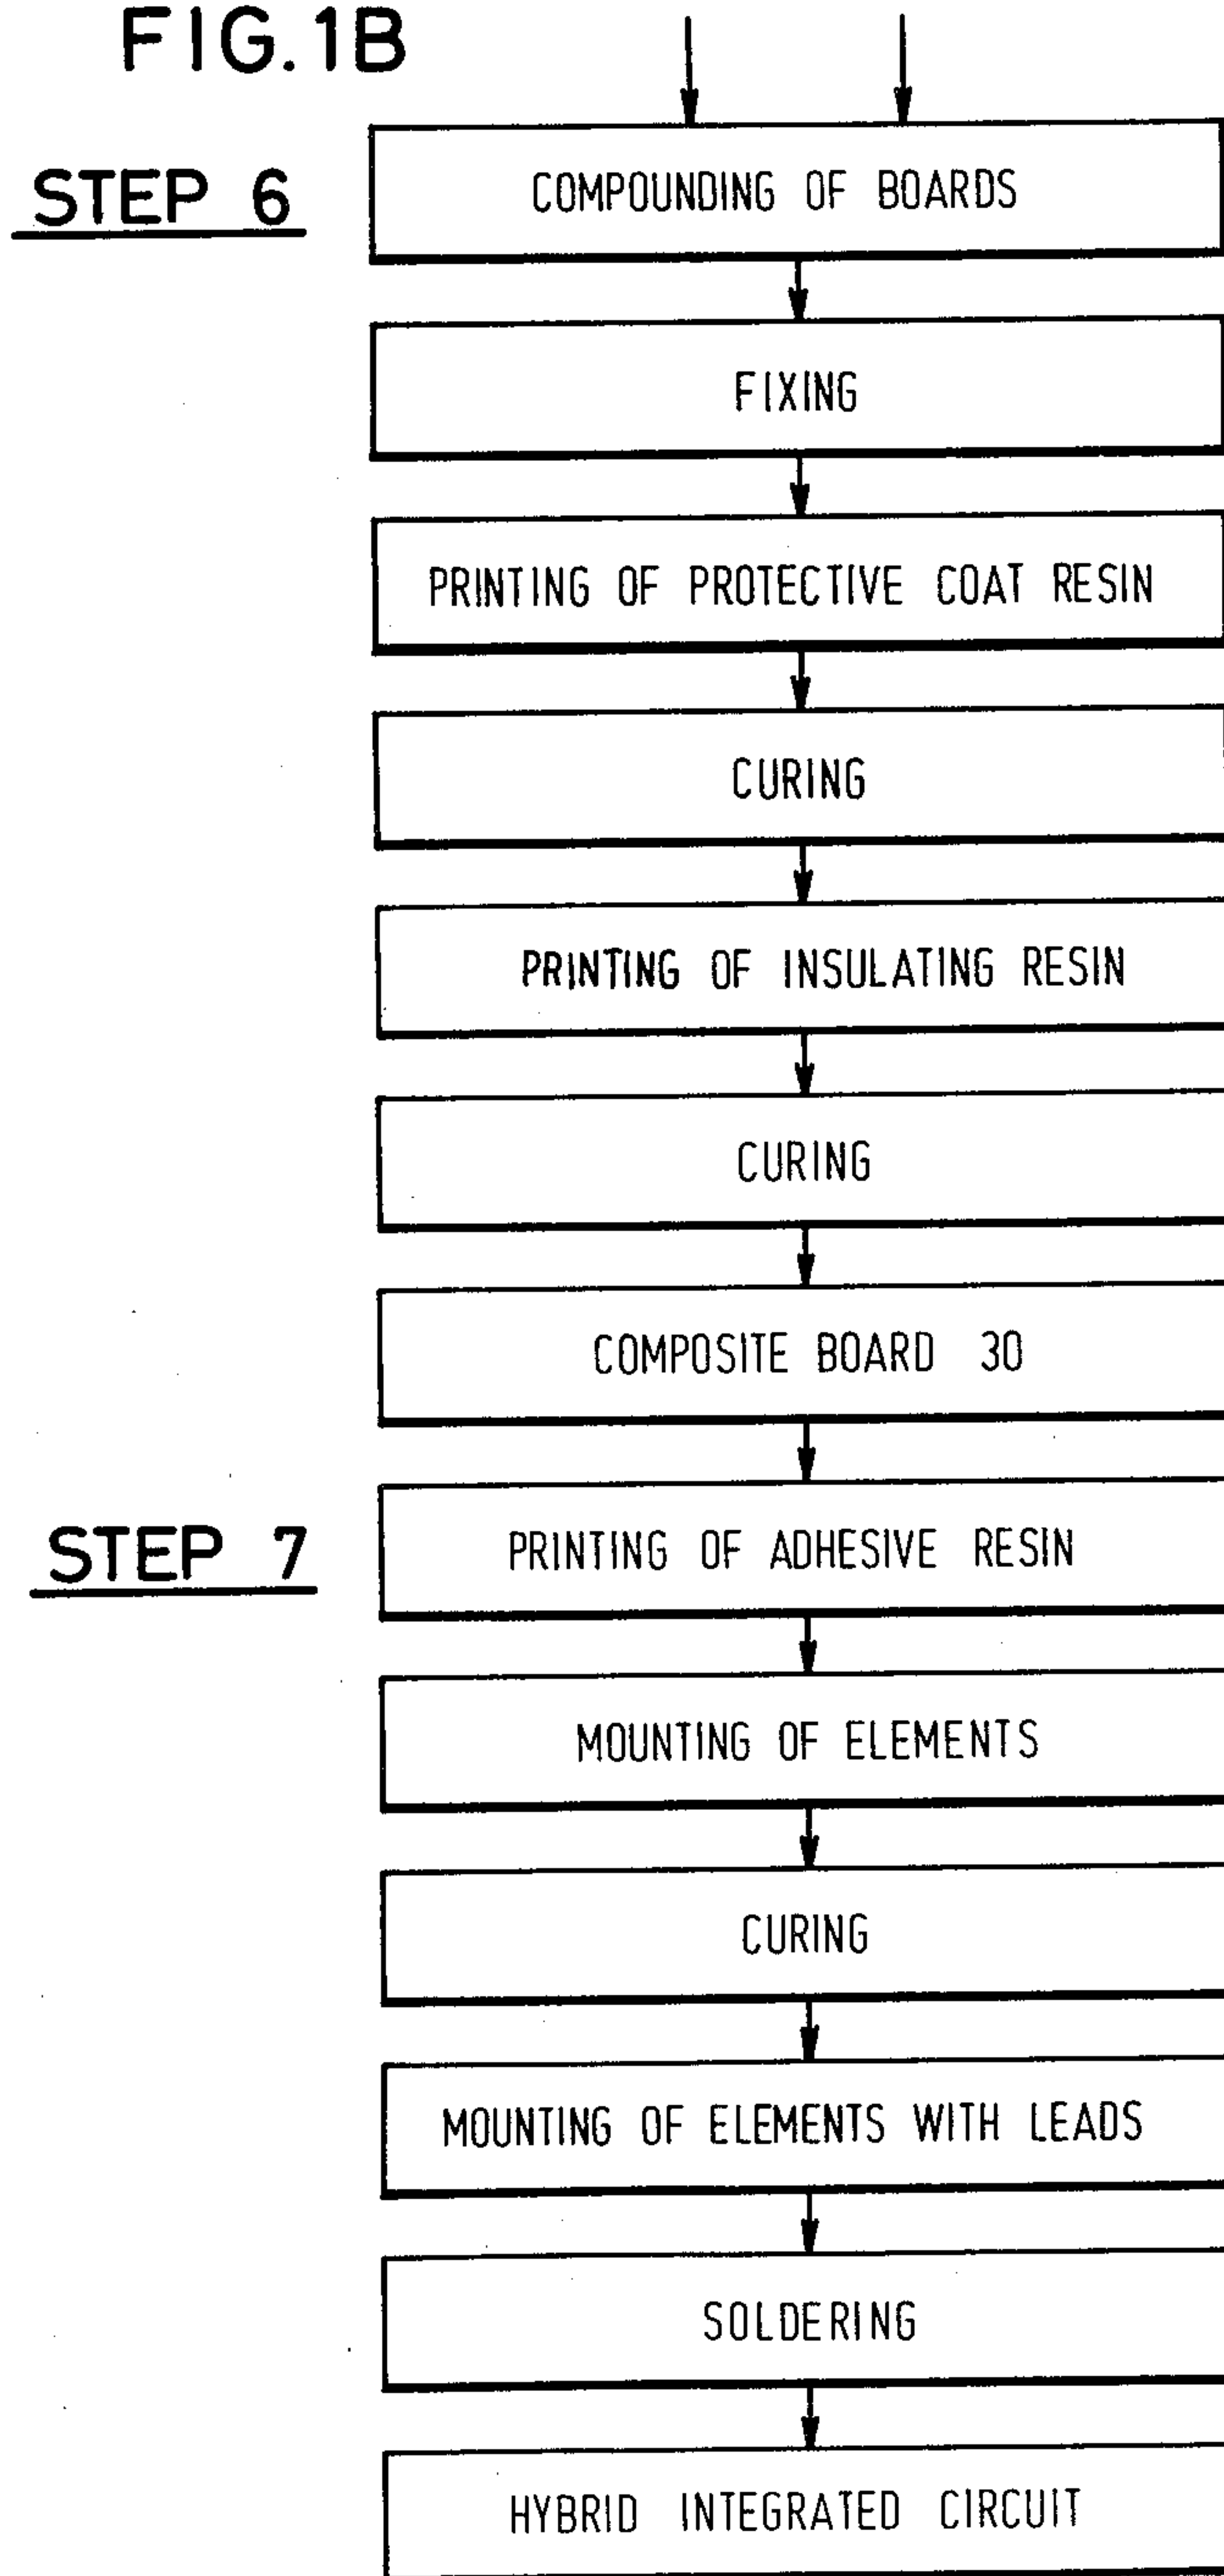 FIG.1B
STEP 6
COMPOUNDING OF BOARDS
FIXING
PRINTING OF PROTECTIVE COAT RESIN
CURING
PRINTING OF INSULATING RESIN
CURING
COMPOSITE BOARD 30
STEP 7
PRINTING OF ADHESIVE RESIN
MOUNTING OF ELEMENTS
CURING
MOUNTING OF ELEMENTS WITH LEADS
SOLDERING
HYBRID INTEGRATED CIRCUIT